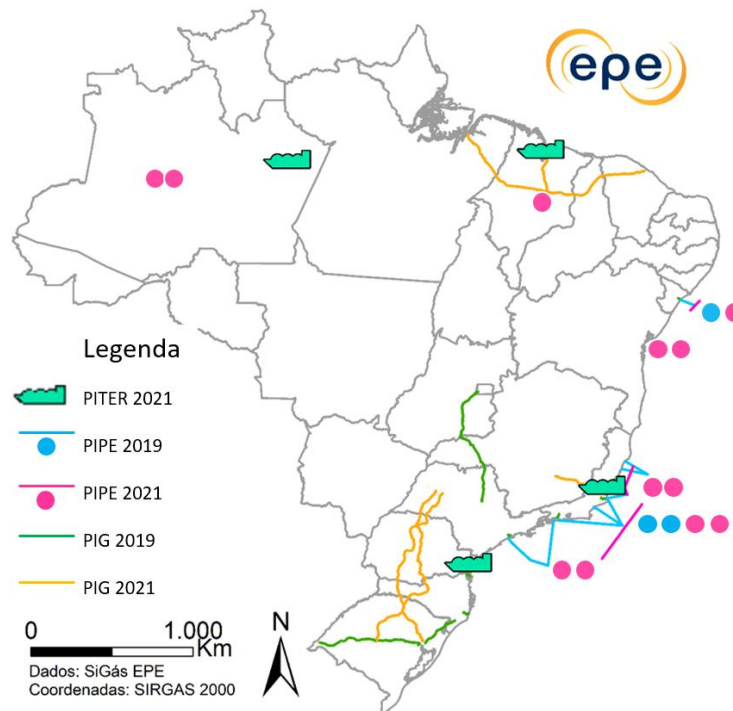 epe
Legenda
PITER 2021
PIPE 2019
PIPE 2021
PIG 2019
PIG 2021
0 1.000
Km
N
Dados: SiGás EPE
Coordenadas: SIRGAS 2000